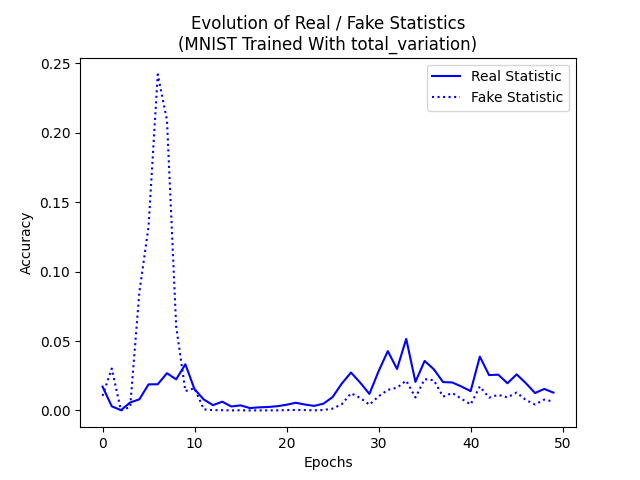 Evolution of Real / Fake Statistics
(MNIST Trained With total_variation)
Real Statistic
Fake Statistic
0.25
0.20
0.15
0.10
0.05
0.00
Accuracy
0
10
20
30
40
50
Epochs